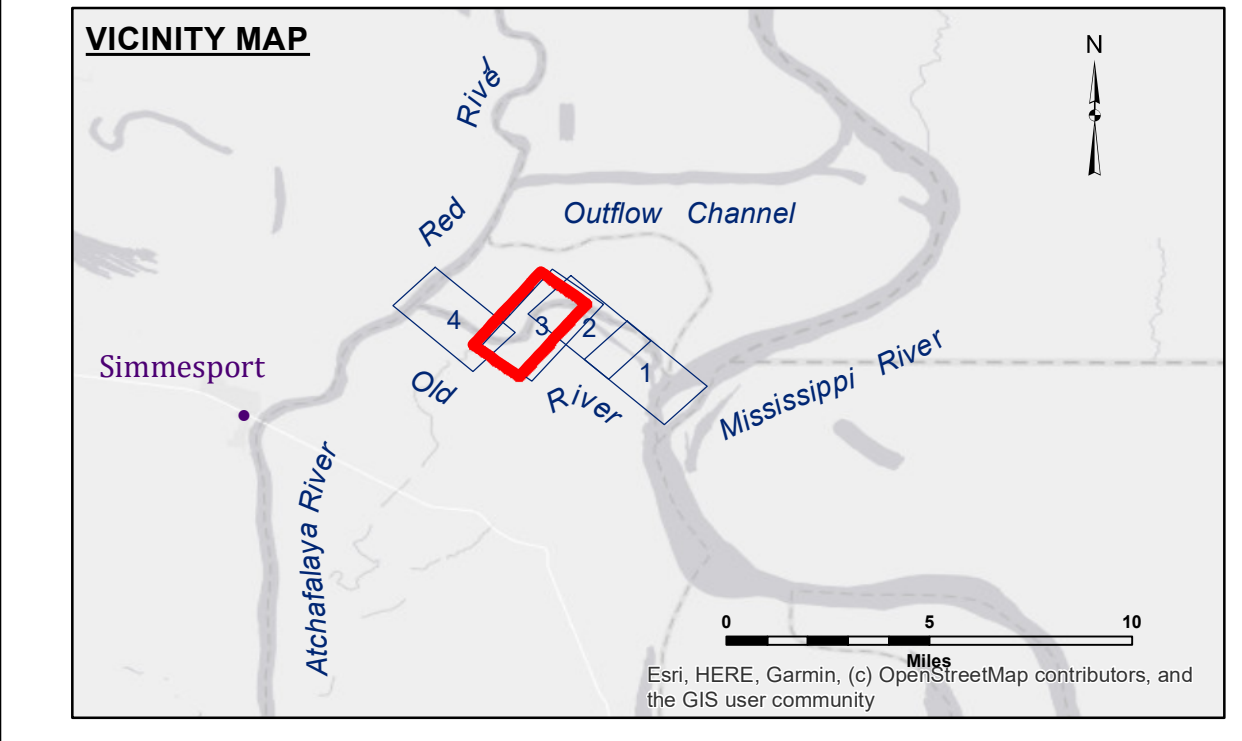 VICINITY MAP
N
Red River
Outflow Channel
4
3
2
1
Simmesport
Old River
Mississippi River
Atchafalaya River
0 5 10
Miles
Esri, HERE, Garmin, (c) OpenStreetMap contributors, and
the GIS user community